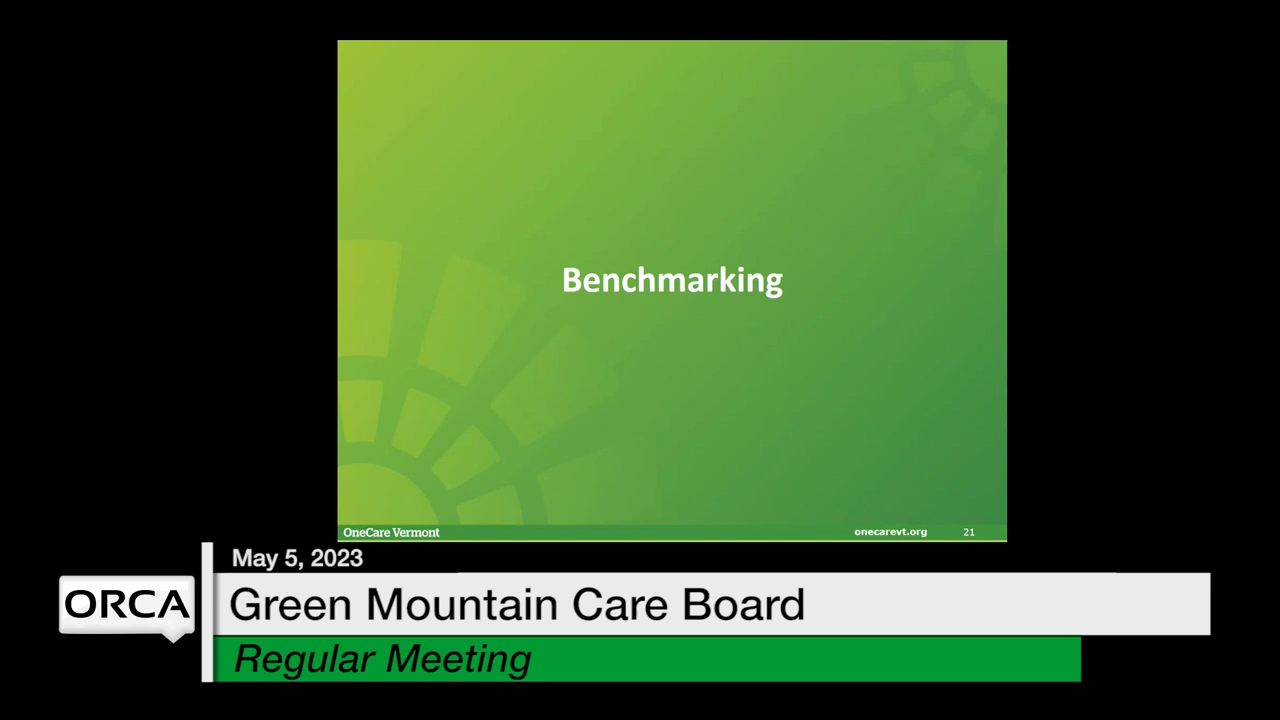 Benchmarking
OneCare Vermont
onecarevt.org 21
May 5, 2023
ORCA
Green Mountain Care Board
Regular Meeting